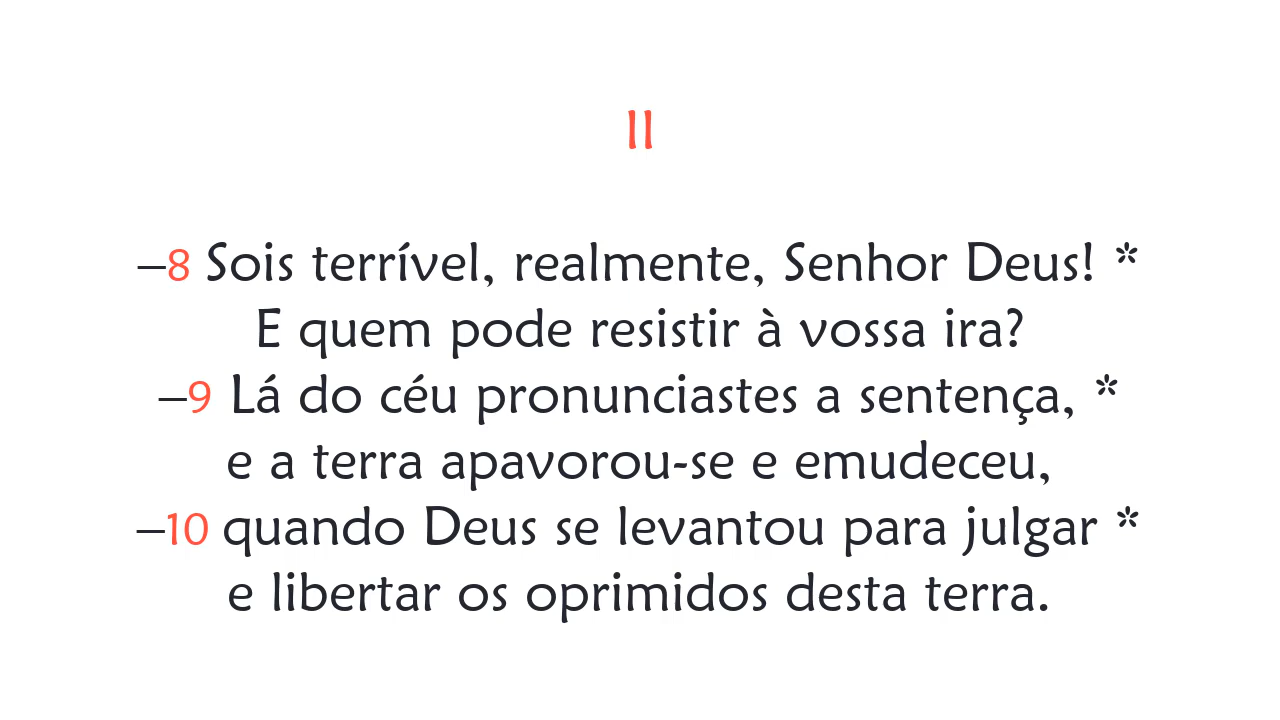 II
–8 Sois terrível, realmente, Senhor Deus! *
E quem pode resistir à vossa ira?
–9 Lá do céu pronunciastes a sentença, *
e a terra apavorou-se e emudeceu,
–10 quando Deus se levantou para julgar *
e libertar os oprimidos desta terra.